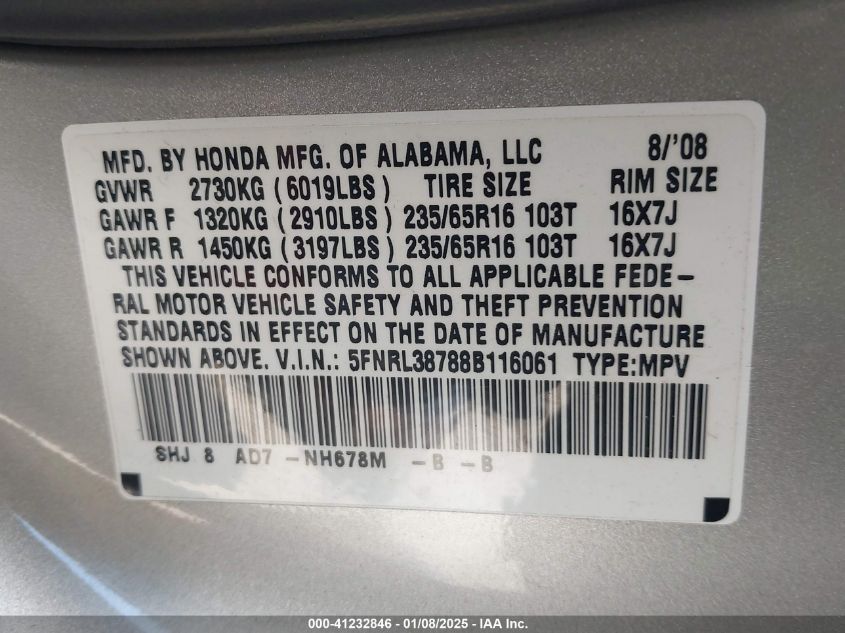 MFD. BY HONDA MFG. OF ALABAMA, LLC 8/'08
GVWR 2730KG (6019LBS) TIRE SIZE RIM SIZE
GAWR F 1320KG (2910LBS) 235/65R16 103T 16X7J
GAWR R 1450KG (3197LBS) 235/65R16 103T 16X7J
THIS VEHICLE CONFORMS TO ALL APPLICABLE FEDE-
RAL MOTOR VEHICLE SAFETY AND THEFT PREVENTION
STANDARDS IN EFFECT ON THE DATE OF MANUFACTURE
SHOWN ABOVE. V.I.N.: 5FNRL38788B116061 TYPE:MPV
SHJ 8 AD7 -NH678M -B -B
000-41232846 - 01/08/2025 - IAA Inc.